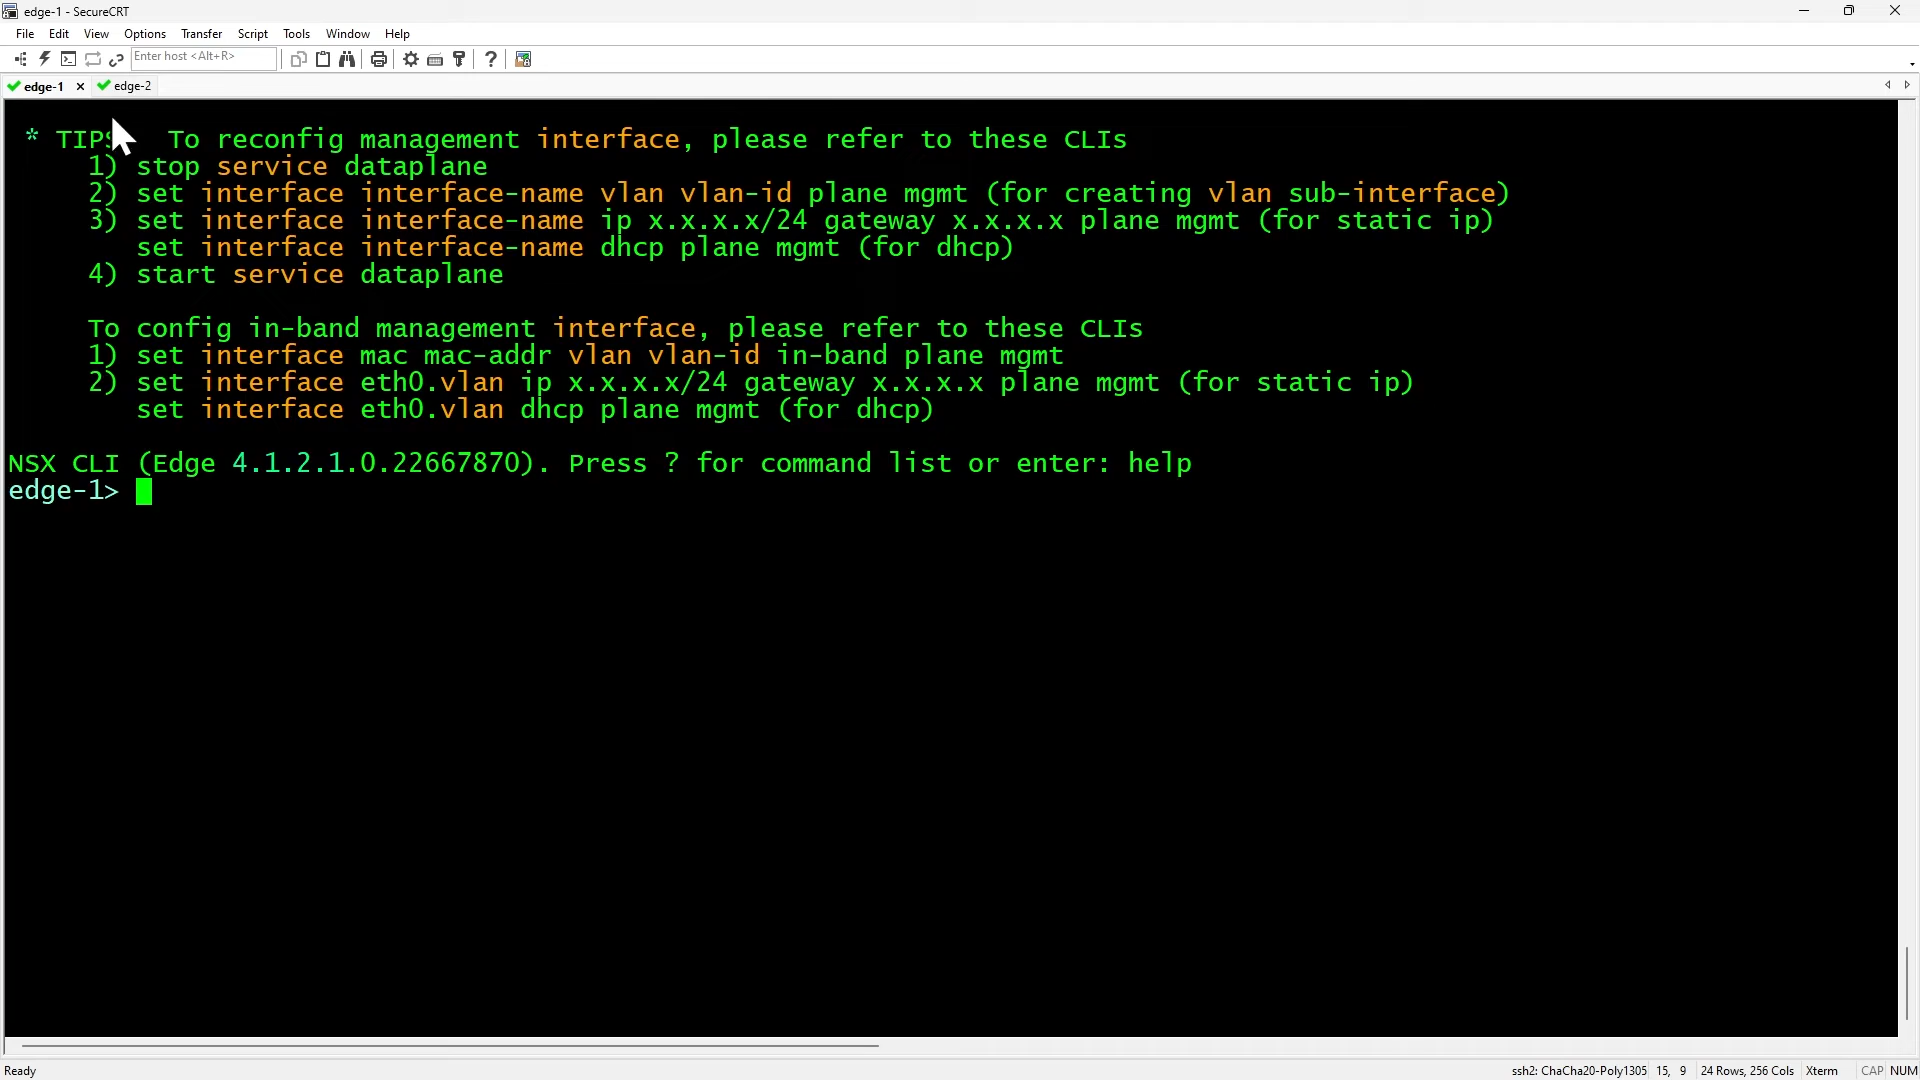 edge-1 - SecureCRT
File Edit View Options Transfer Script Tools Window Help
Enter host <Alt+R>
edge-1 edge-2
* TIPS To reconfig management interface, please refer to these CLIs
1) stop service dataplane
2) set interface interface-name vlan vlan-id plane mgmt (for creating vlan sub-interface)
3) set interface interface-name ip x.x.x.x/24 gateway x.x.x.x plane mgmt (for static ip)
set interface interface-name dhcp plane mgmt (for dhcp)
4) start service dataplane
To config in-band management interface, please refer to these CLIs
1) set interface mac mac-addr vlan vlan-id in-band plane mgmt
2) set interface eth0.vlan ip x.x.x.x/24 gateway x.x.x.x plane mgmt (for static ip)
set interface eth0.vlan dhcp plane mgmt (for dhcp)
NSX CLI (Edge 4.1.2.1.0.22667870). Press ? for command list or enter: help
edge-1>
Ready ssh2: ChaCha20-Poly1305 15, 9 24 Rows, 256 Cols Xterm CAP NUM